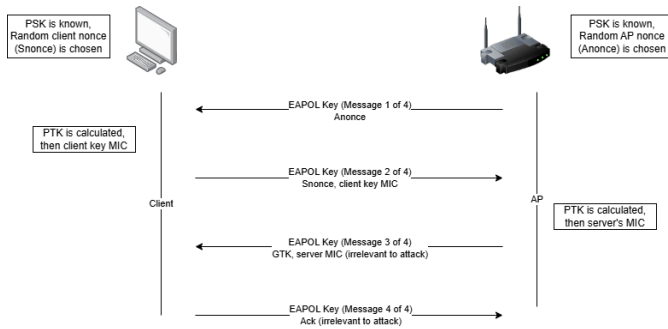 PSK is known,
Random client nonce
(Snonce) is chosen
PSK is known,
Random AP nonce
(Anonce) is chosen
EAPOL Key (Message 1 of 4)
Anonce
PTK is calculated,
then client key MIC
EAPOL Key (Message 2 of 4)
Snonce, client key MIC
Client
AP
PTK is calculated,
then server's MIC
EAPOL Key (Message 3 of 4)
GTK, server MIC (irrelevant to attack)
EAPOL Key (Message 4 of 4)
Ack (irrelevant to attack)